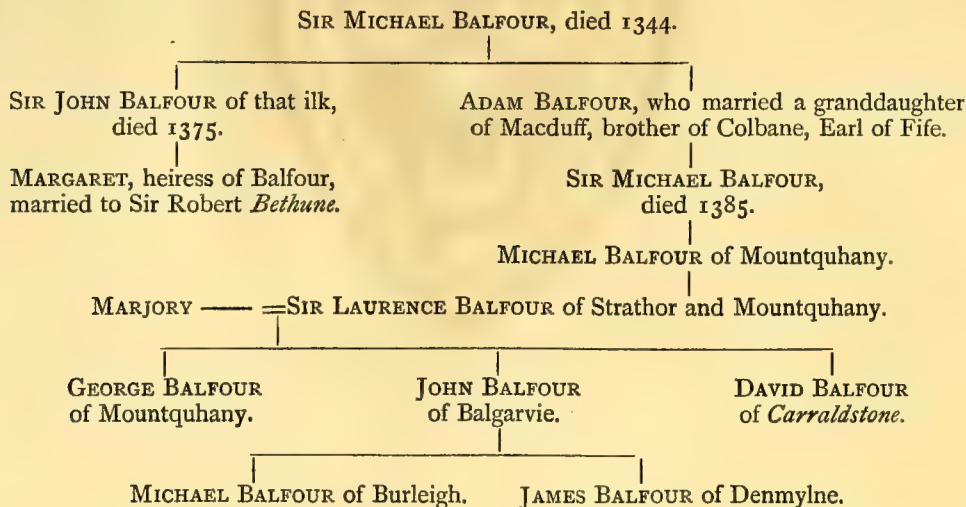 SIR MICHAEL BALFOUR, died 1344.
SIR JOHN BALFOUR of that ilk,
died 1375.
ADAM BALFOUR, who married a granddaughter
of Macduff, brother of Colbane, Earl of Fife.
MARGARET, heiress of Balfour,
married to Sir Robert Bethune.
SIR MICHAEL BALFOUR,
died 1385.
MICHAEL BALFOUR of Mountquhany.
MARJORY —— =SIR LAURENCE BALFOUR of Strathor and Mountquhany.
GEORGE BALFOUR
of Mountquhany.
JOHN BALFOUR
of Balgarvie.
DAVID BALFOUR
of Carraldstone.
MICHAEL BALFOUR of Burleigh. JAMES BALFOUR of Denmylne.